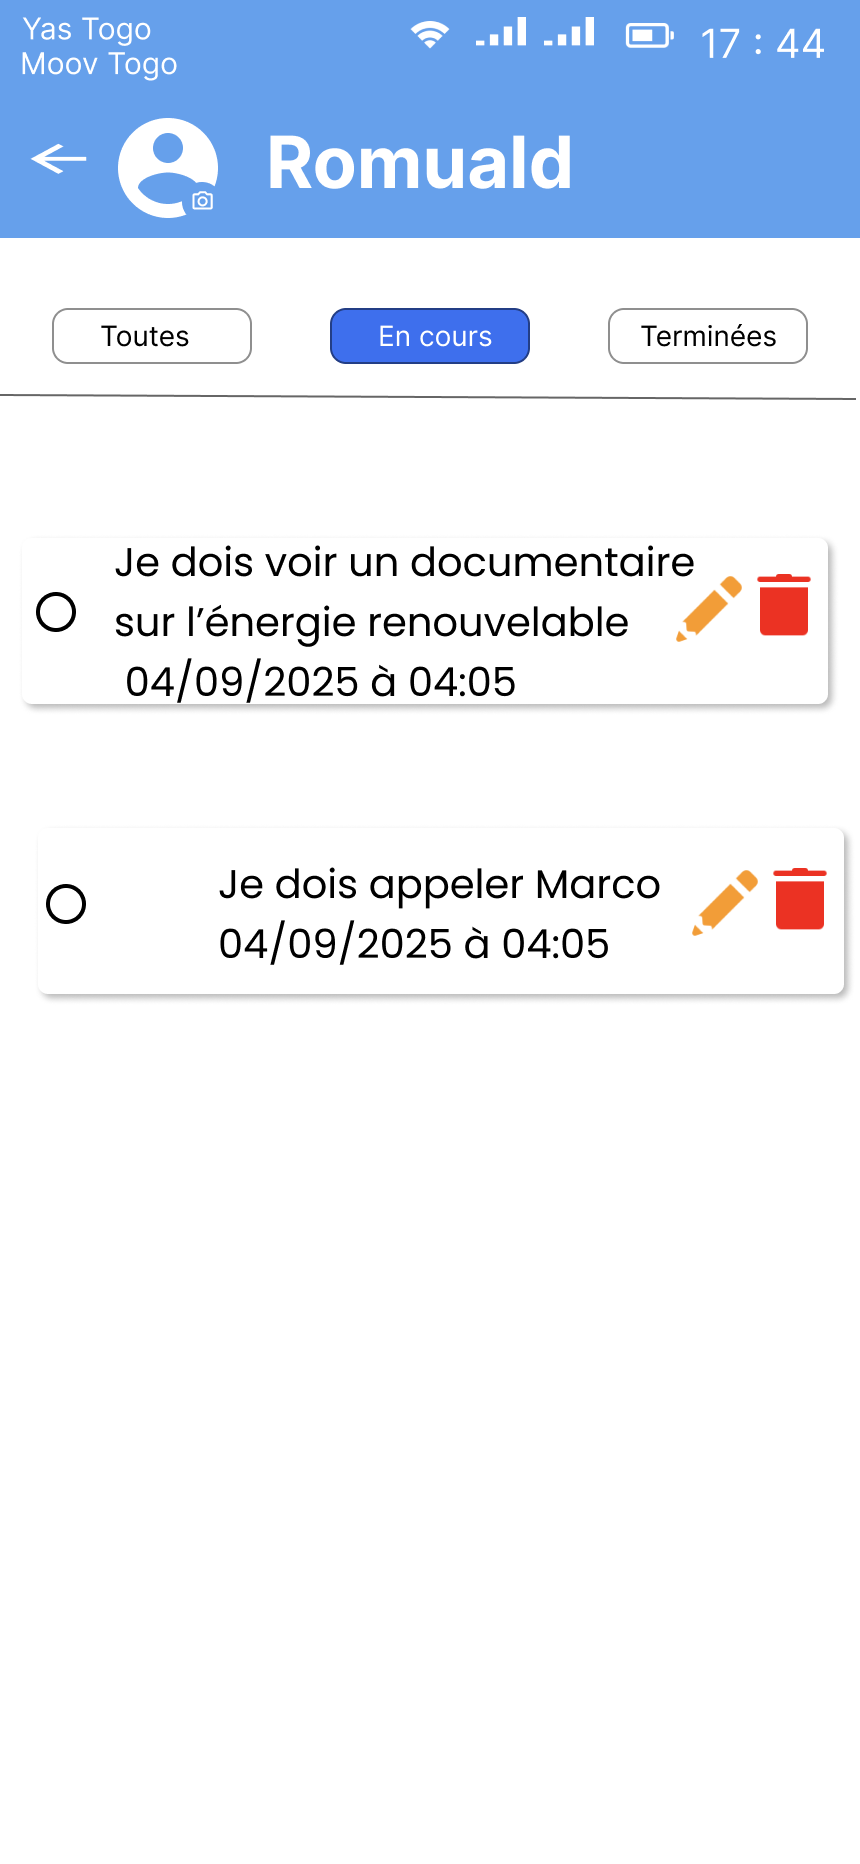 Yas Togo
Moov Togo
17 : 44
Romuald
Toutes
En cours
Terminées
Je dois voir un documentaire
sur l’énergie renouvelable
04/09/2025 à 04:05
Je dois appeler Marco
04/09/2025 à 04:05